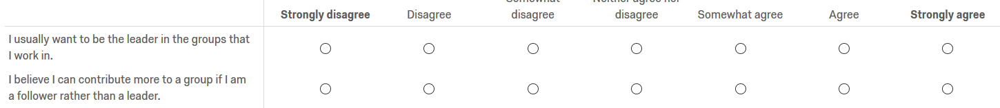 Somewhat
Neither agree nor
Strongly disagree Disagree disagree disagree Somewhat agree Agree Strongly agree
I usually want to be the leader in the groups that
I work in.
I believe I can contribute more to a group if I am
a follower rather than a leader.